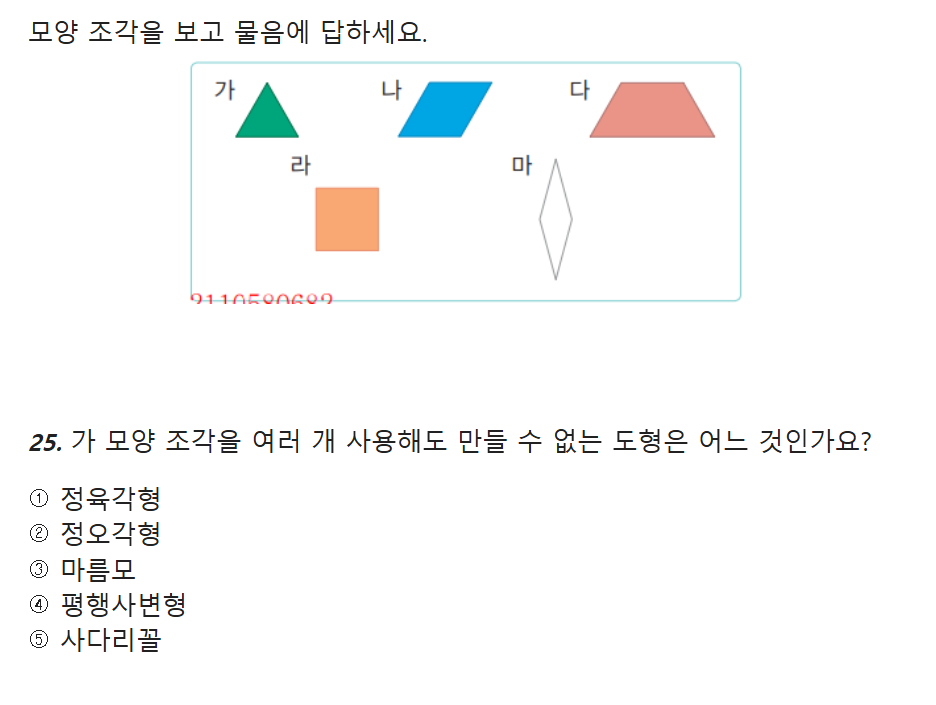 모양 조각을 보고 물음에 답하세요.
가
나
다
라
마
2110580682
25. 가 모양 조각을 여러 개 사용해도 만들 수 없는 도형은 어느 것인가요?
① 정육각형
② 정오각형
③ 마름모
④ 평행사변형
⑤ 사다리꼴